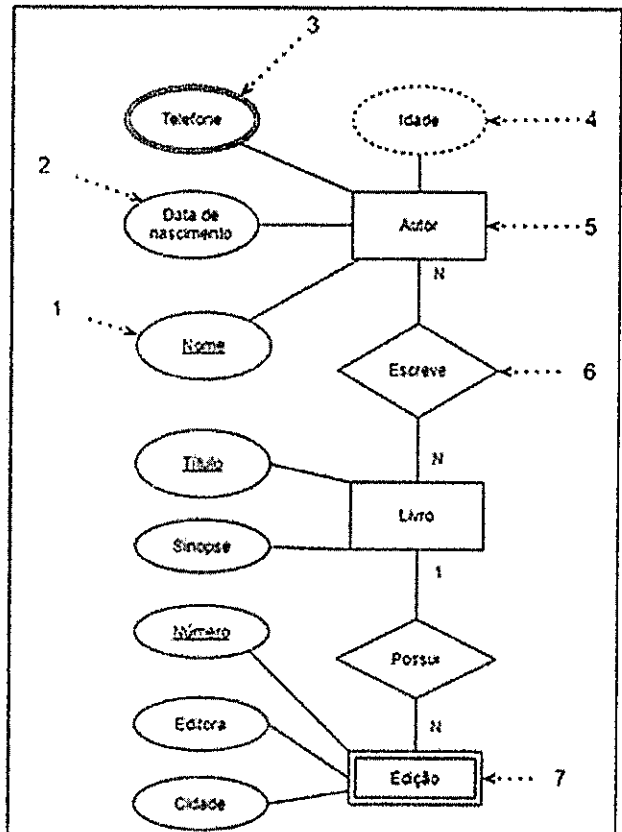 3
Telefone
Idade
4
2
Data de
nascimento
Autor
5
N
1
Nome
Escreve
6
N
Título
Livro
Sinopse
1
Número
Possui
Editora
N
Edição
7
Cidade